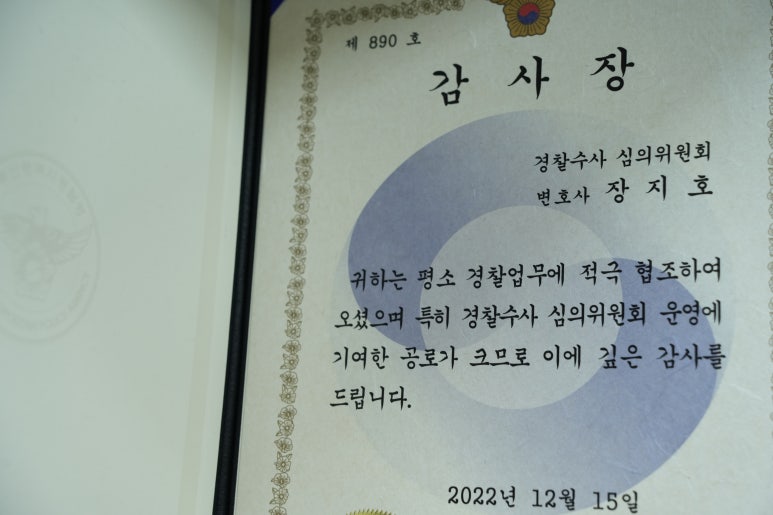 제 890 호
감 사 장
경찰수사 심의위원회
변호사 장 지 호
귀하는 평소 경찰업무에 적극 협조하여
오셨으며 특히 경찰수사 심의위원회 운영에
기여한 공로가 크므로 이에 깊은 감사를
드립니다.
2022년 12월 15일